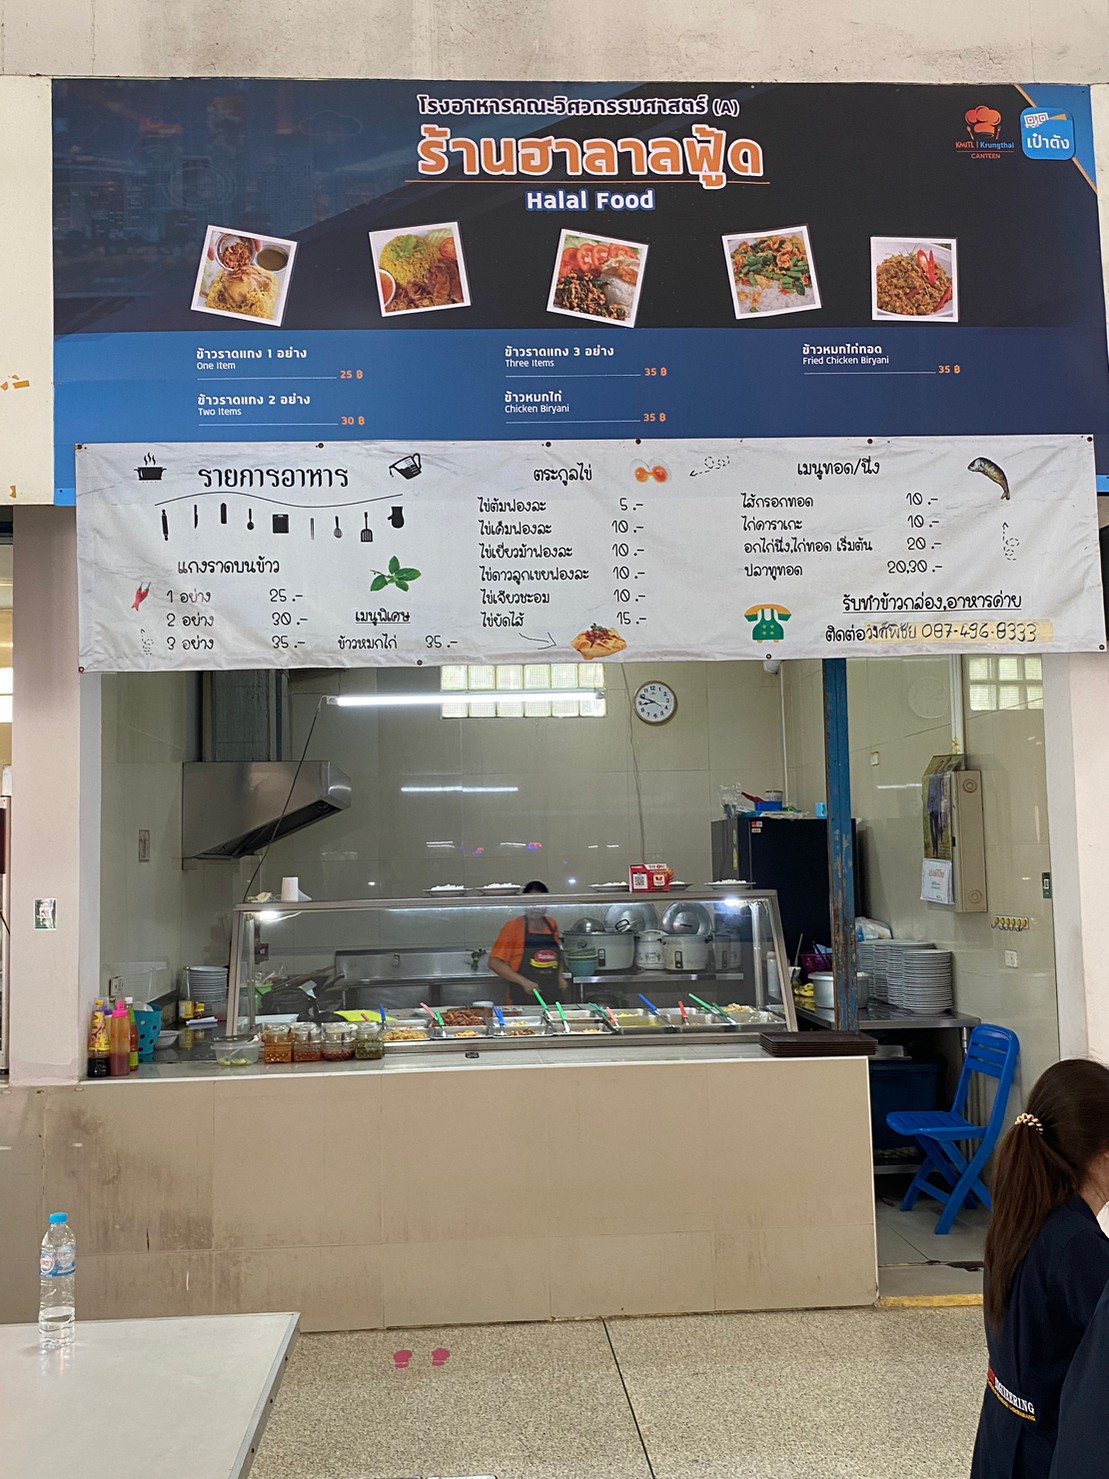 โรงอาหารคณะวิศวกรรมศาสตร์ (A)
ร้านฮาลาลฟู้ด
Halal Food
KMITL | Krungthai
CANTEEN
เป๋าตัง
ข้าวราดแกง 1 อย่าง
One Item
25 ฿
ข้าวราดแกง 2 อย่าง
Two Items
30 ฿
ข้าวราดแกง 3 อย่าง
Three Items
35 ฿
ข้าวหมกไก่
Chicken Biryani
35 ฿
ข้าวหมกไก่ทอด
Fried Chicken Biryani
35 ฿
รายการอาหาร
แกงราดบนข้าว
1 อย่าง 25 .-
2 อย่าง 30 .-
3 อย่าง 35 .-
เมนูพิเศษ
ข้าวหมกไก่ 35 .-
ตระกูลไข่
ไข่ต้มฟองละ 5 .-
ไข่เค็มฟองละ 10 .-
ไข่เยี่ยวม้าฟองละ 10 .-
ไข่ดาวลูกเขยฟองละ 10 .-
ไข่เจียวชะอม 10 .-
ไข่ยัดไส้ 15 .-
เมนูทอด/นึ่ง
ไส้กรอกทอด 10 .-
ไก่คาราเกะ 10 .-
อกไก่นึ่ง,ไก่ทอด เริ่มต้น 20 .-
ปลาทูทอด 20,30 .-
รับทำข้าวกล่อง,อาหารค่าย
ติดต่อวงศ์พิชัย 087-496-8333